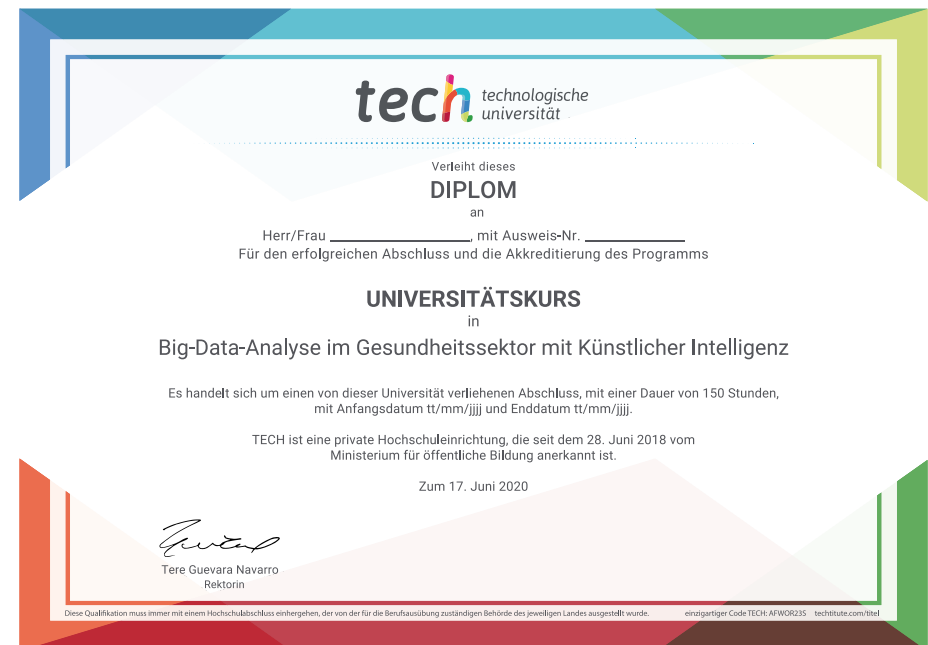 tech technologische
universität
Verleiht dieses
DIPLOM
an
Herr/Frau ____________________, mit Ausweis-Nr. ______________
Für den erfolgreichen Abschluss und die Akkreditierung des Programms
UNIVERSITÄTSKURS
in
Big-Data-Analyse im Gesundheitssektor mit Künstlicher Intelligenz
Es handelt sich um einen von dieser Universität verliehenen Abschluss, mit einer Dauer von 150 Stunden,
mit Anfangsdatum tt/mm/jjjj und Enddatum tt/mm/jjjj.
TECH ist eine private Hochschuleinrichtung, die seit dem 28. Juni 2018 vom
Ministerium für öffentliche Bildung anerkannt ist.
Zum 17. Juni 2020
Tere Guevara Navarro
Rektorin
Diese Qualifikation muss immer mit einem Hochschulabschluss einhergehen, der von der für die Berufsausübung zuständigen Behörde des jeweiligen Landes ausgestellt wurde. einzigartiger Code TECH: AFWOR23S techtitute.com/titel